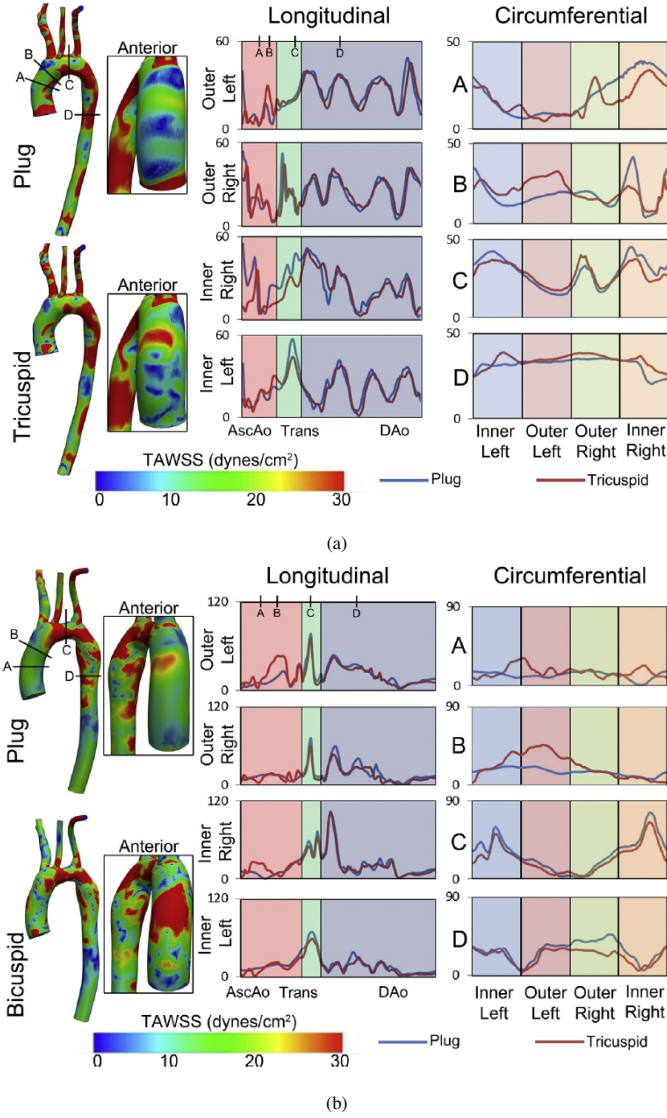 Longitudinal
Circumferential
Anterior
B
A
C
D
Plug
60
0
A B C D
Outer
Left
60
0
Outer
Right
60
0
Inner
Right
60
0
Inner
Left
AscAo Trans DAo
50
0
A
50
0
B
50
0
C
50
0
D
Inner
Left
Outer
Left
Outer
Right
Inner
Right
Anterior
Tricuspid
TAWSS (dynes/cm²)
0 10 20 30
Plug
Tricuspid
(a)
Longitudinal
Circumferential
Anterior
B
A
C
D
Plug
120
0
A B C D
Outer
Left
120
0
Outer
Right
120
0
Inner
Right
120
0
Inner
Left
AscAo Trans DAo
90
0
A
90
0
B
90
0
C
90
0
D
Inner
Left
Outer
Left
Outer
Right
Inner
Right
Anterior
Bicuspid
TAWSS (dynes/cm²)
0 10 20 30
Plug
Tricuspid
(b)